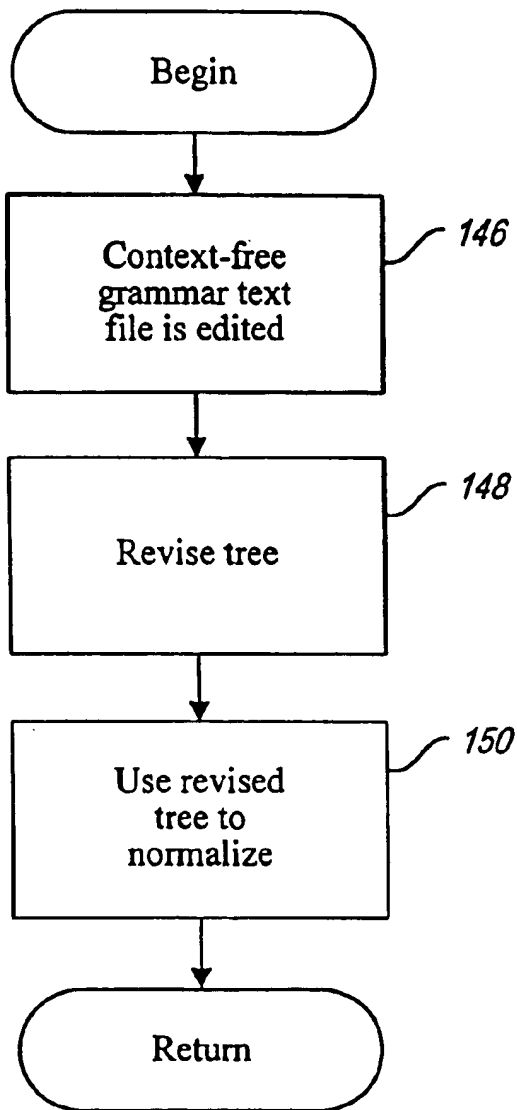 Begin
146
Context-free
grammar text
file is edited
148
Revise tree
150
Use revised
tree to
normalize
Return